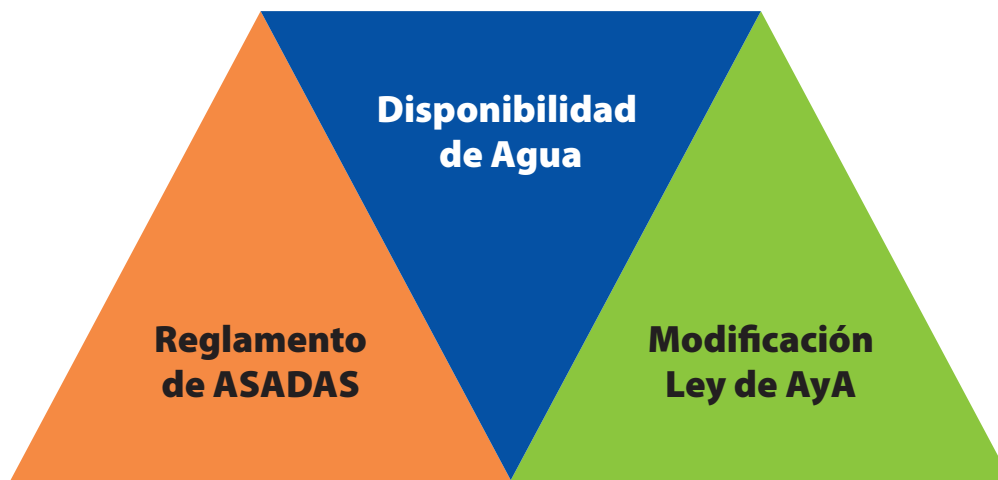 Disponibilidad
de Agua
Reglamento
de ASADAS
Modificación
Ley de AyA